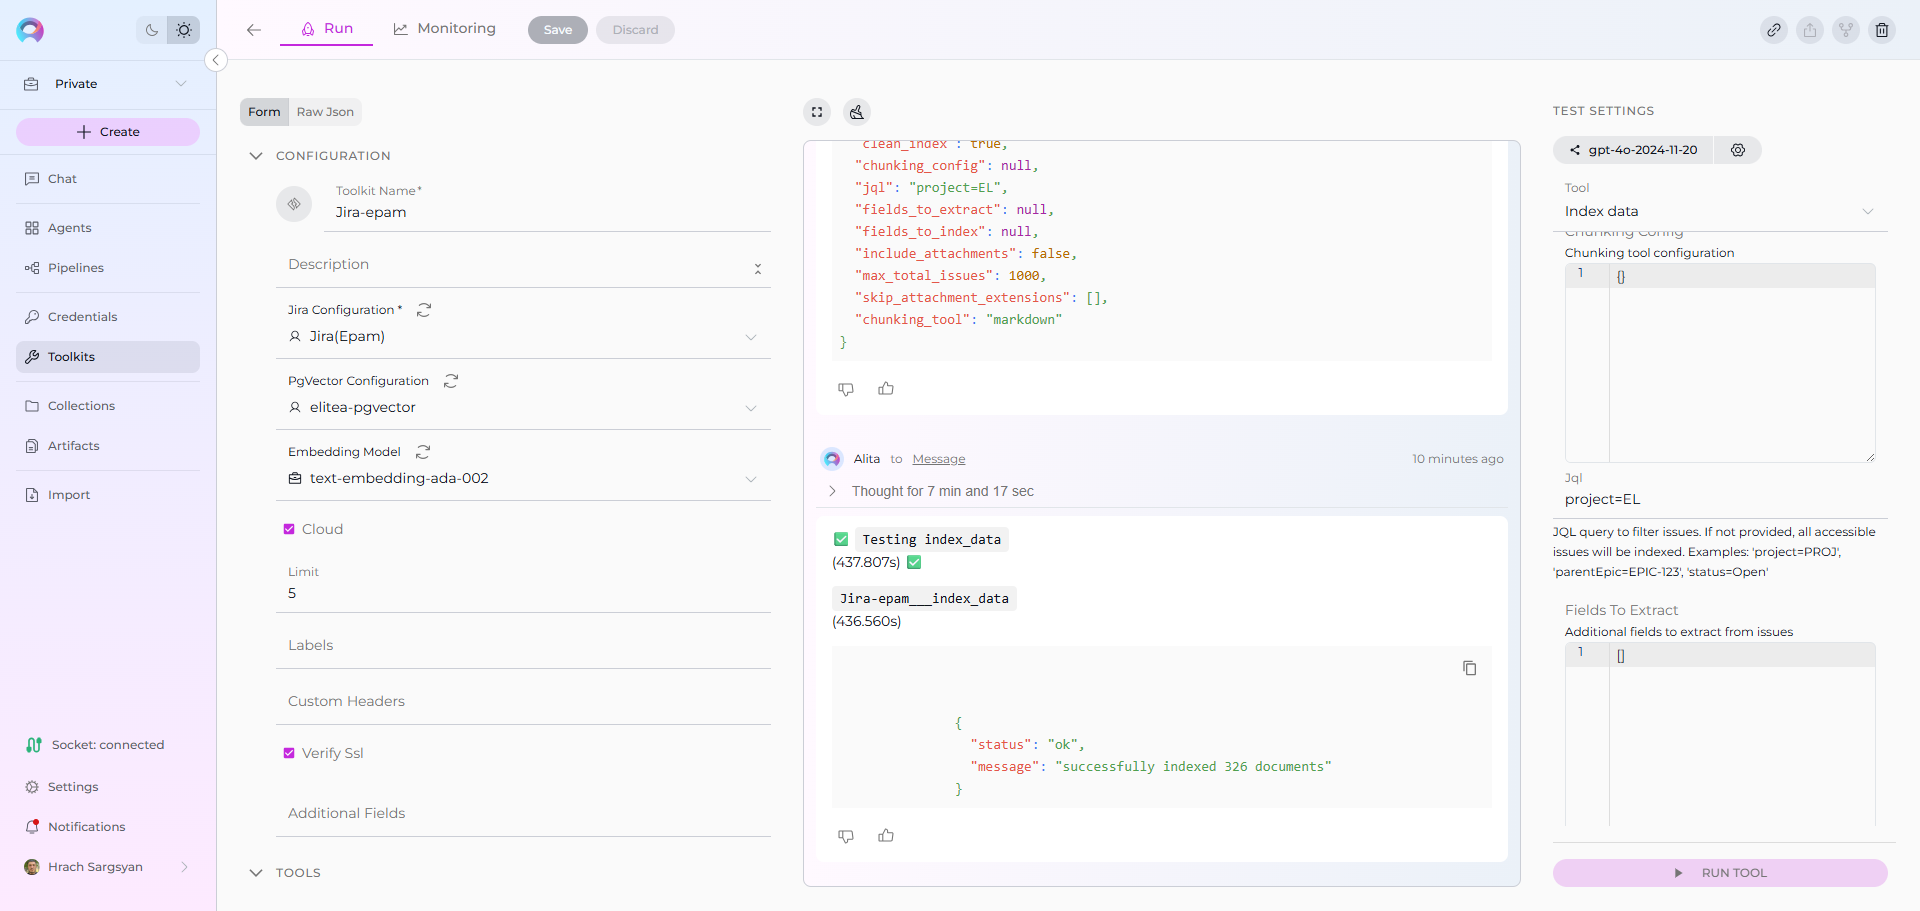 Private
Create
Chat
Agents
Pipelines
Credentials
Toolkits
Collections
Artifacts
Import
Socket: connected
Settings
Notifications
Hrach Sargsyan
Run
Monitoring
Save
Discard
Form
Raw Json
CONFIGURATION
Toolkit Name*
Jira-epam
Description
Jira Configuration *
Jira(Epam)
PgVector Configuration
elitea-pgvector
Embedding Model
text-embedding-ada-002
Cloud
Limit
5
Labels
Custom Headers
Verify Ssl
Additional Fields
TOOLS
"clean_index": true,
"chunking_config": null,
"jql": "project=EL",
"fields_to_extract": null,
"fields_to_index": null,
"include_attachments": false,
"max_total_issues": 1000,
"skip_attachment_extensions": [],
"chunking_tool": "markdown"
}
Alita to Message
10 minutes ago
Thought for 7 min and 17 sec
Testing index_data
(437.807s)
Jira-epam___index_data
(436.560s)
{
"status": "ok",
"message": "successfully indexed 326 documents"
}
TEST SETTINGS
gpt-4o-2024-11-20
Tool
Index data
Chunking Config
Chunking tool configuration
1 {}
Jql
project=EL
JQL query to filter issues. If not provided, all accessible
issues will be indexed. Examples: 'project=PROJ',
'parentEpic=EPIC-123', 'status=Open'
Fields To Extract
Additional fields to extract from issues
1 []
RUN TOOL